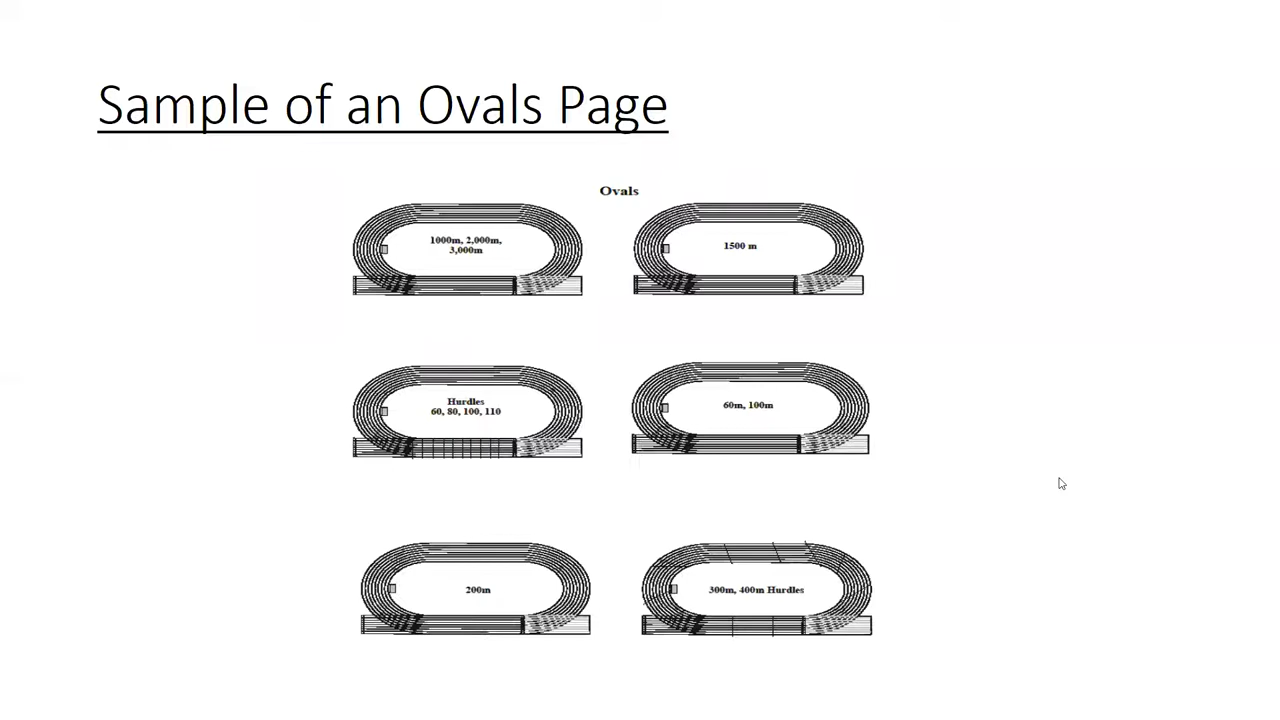 Sample of an Ovals Page
Ovals
1000m, 2,000m,
3,000m
1500 m
Hurdles
60, 80, 100, 110
60m, 100m
200m
300m, 400m Hurdles